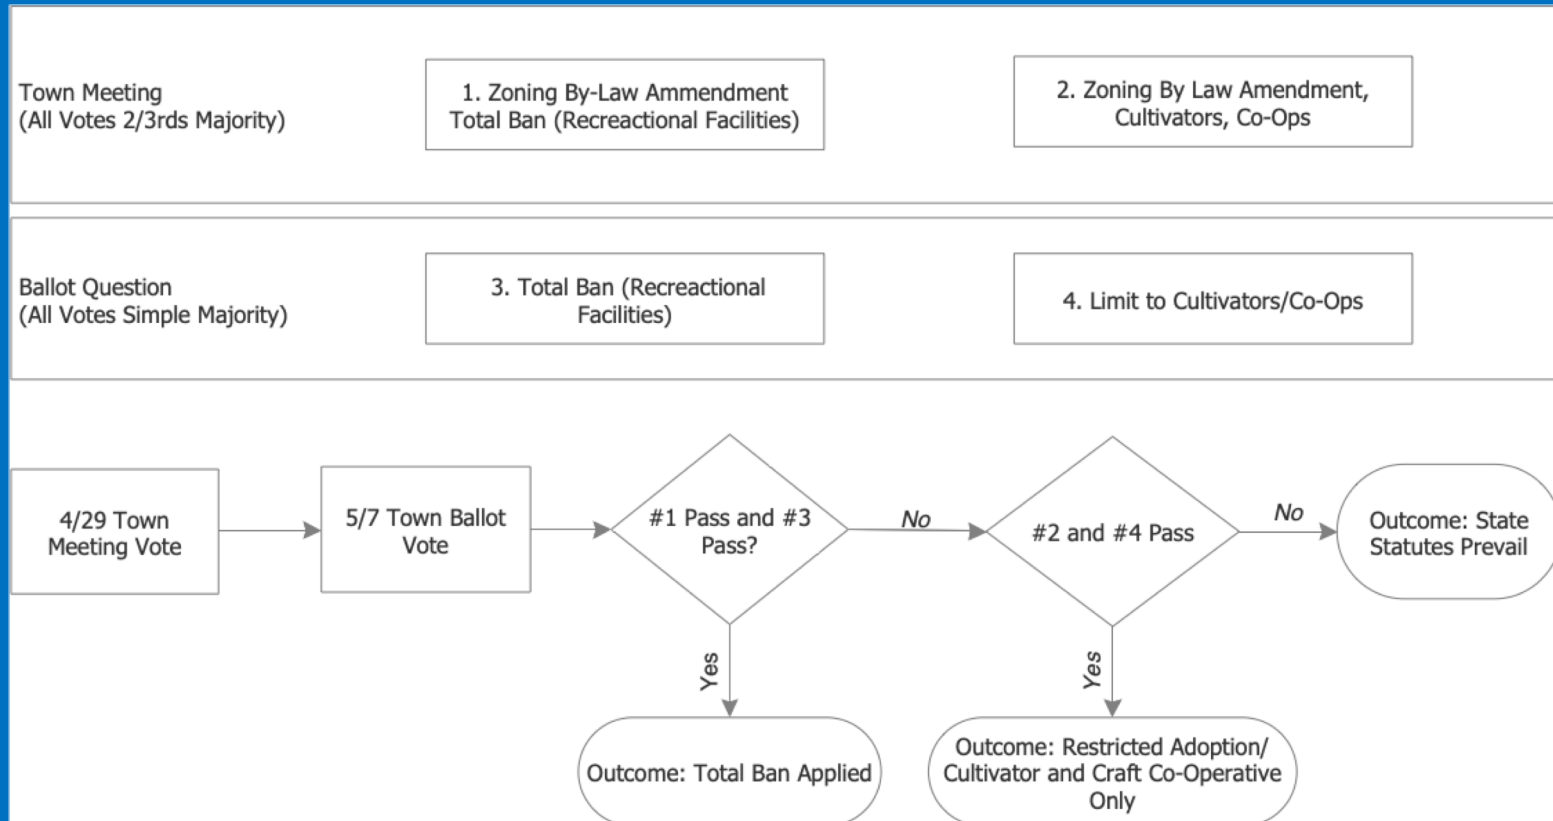 Town Meeting
(All Votes 2/3rds Majority)
1. Zoning By-Law Ammendment
Total Ban (Recreactional Facilities)
2. Zoning By Law Amendment,
Cultivators, Co-Ops
Ballot Question
(All Votes Simple Majority)
3. Total Ban (Recreactional
Facilities)
4. Limit to Cultivators/Co-Ops
4/29 Town
Meeting Vote
5/7 Town Ballot
Vote
#1 Pass and #3
Pass?
No
#2 and #4 Pass
No
Outcome: State
Statutes Prevail
Yes
Yes
Outcome: Total Ban Applied
Outcome: Restricted Adoption/
Cultivator and Craft Co-Operative
Only